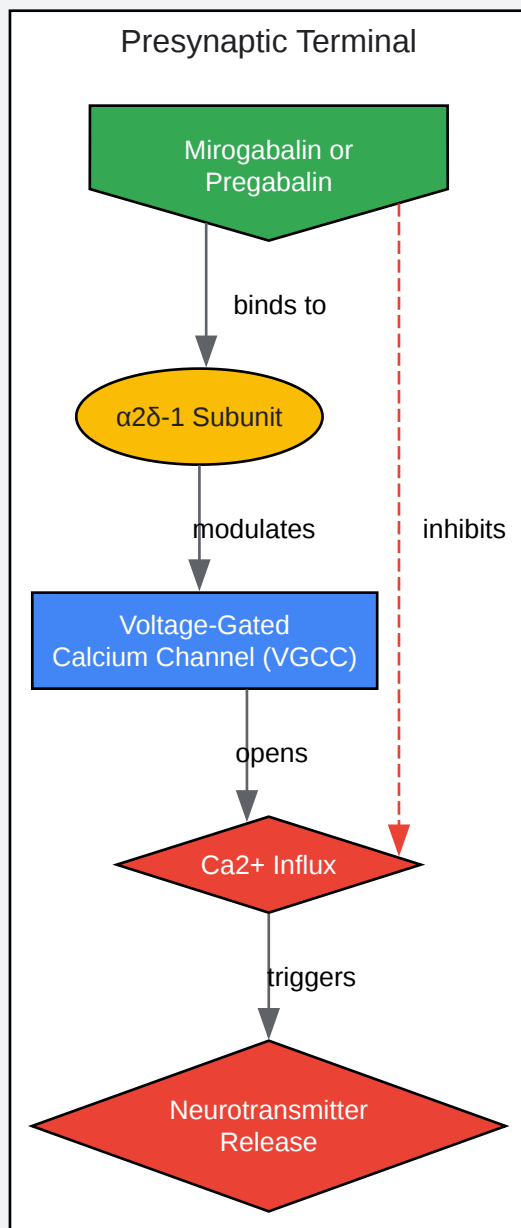 Presynaptic Terminal
Mirogabalin or
Pregabalin
binds to
α2δ-1 Subunit
modulates
inhibits
Voltage-Gated
Calcium Channel (VGCC)
opens
Ca2+ Influx
triggers
Neurotransmitter
Release